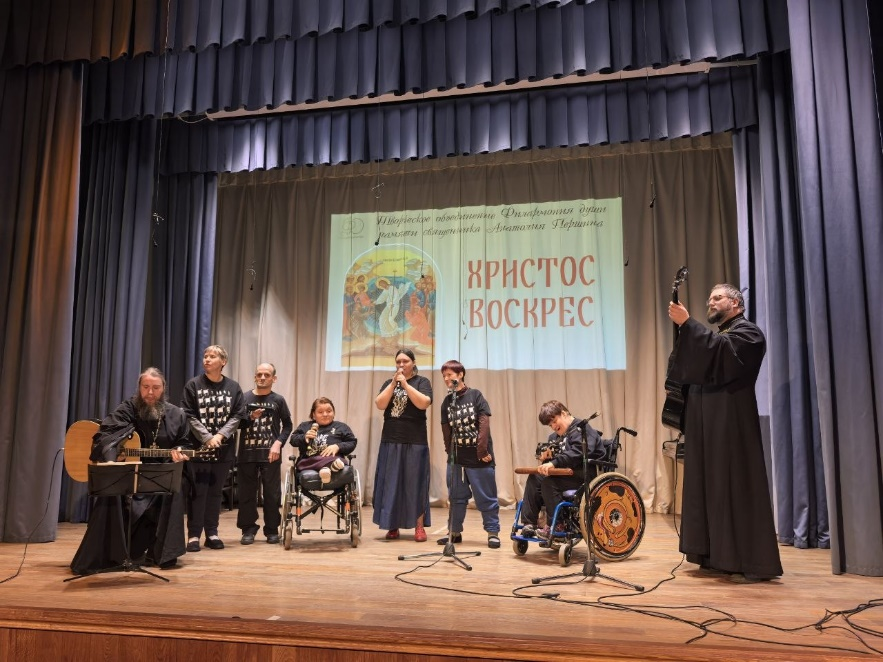 Творческое объединение Филармония души
памяти священника Анатолия Першина
ХРИСТОС
ВОСКРЕС